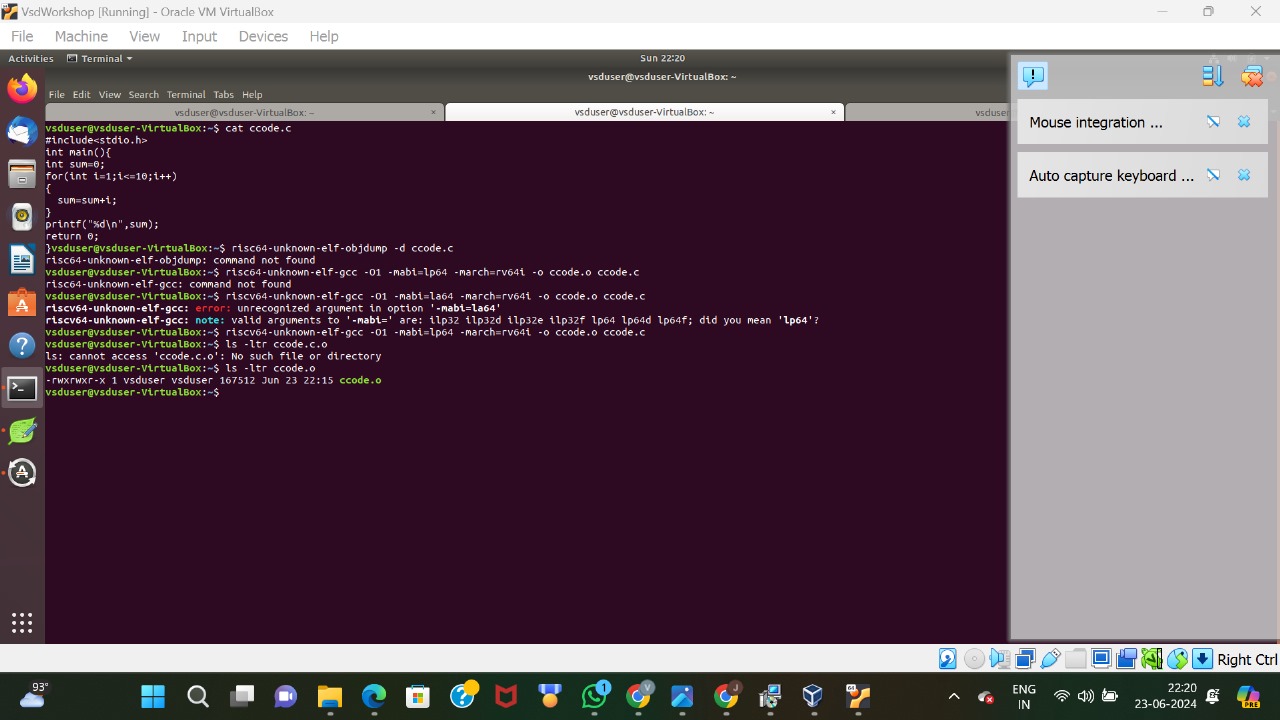 VsdWorkshop [Running] - Oracle VM VirtualBox
File Machine View Input Devices Help
Activities Terminal Sun 22:20
vsduser@vsduser-VirtualBox: ~
File Edit View Search Terminal Tabs Help
vsduser@vsduser-VirtualBox: ~ × vsduser@vsduser-VirtualBox: ~ × vsduser
vsduser@vsduser-VirtualBox:~$ cat ccode.c
#include<stdio.h>
int main(){
int sum=0;
for(int i=1;i<=10;i++)
{
sum=sum+i;
}
printf("%d\n",sum);
return 0;
}vsduser@vsduser-VirtualBox:~$ risc64-unknown-elf-objdump -d ccode.c
risc64-unknown-elf-objdump: command not found
vsduser@vsduser-VirtualBox:~$ risc64-unknown-elf-gcc -O1 -mabi=lp64 -march=rv64i -o ccode.o ccode.c
risc64-unknown-elf-gcc: command not found
vsduser@vsduser-VirtualBox:~$ riscv64-unknown-elf-gcc -O1 -mabi=la64 -march=rv64i -o ccode.o ccode.c
riscv64-unknown-elf-gcc: error: unrecognized argument in option '-mabi=la64'
riscv64-unknown-elf-gcc: note: valid arguments to '-mabi=' are: ilp32 ilp32d ilp32e ilp32f lp64 lp64d lp64f; did you mean 'lp64'?
vsduser@vsduser-VirtualBox:~$ riscv64-unknown-elf-gcc -O1 -mabi=lp64 -march=rv64i -o ccode.o ccode.c
vsduser@vsduser-VirtualBox:~$ ls -ltr ccode.c.o
ls: cannot access 'ccode.c.o': No such file or directory
vsduser@vsduser-VirtualBox:~$ ls -ltr ccode.o
-rwxrwxr-x 1 vsduser vsduser 167512 Jun 23 22:15 ccode.o
vsduser@vsduser-VirtualBox:~$
Mouse integration ...
Auto capture keyboard ...
Right Ctrl
93°
ENG
IN
22:20
23-06-2024
PRE